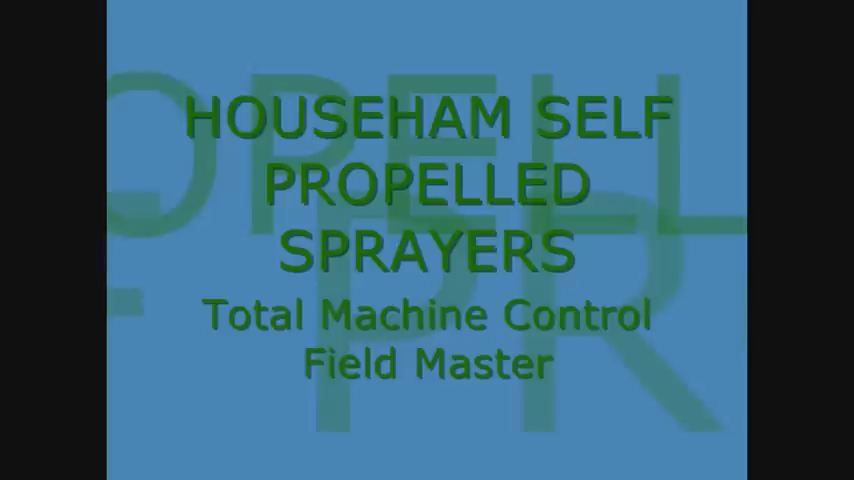 HOUSEHAM SELF
PROPELLED
SPRAYERS
Total Machine Control
Field Master